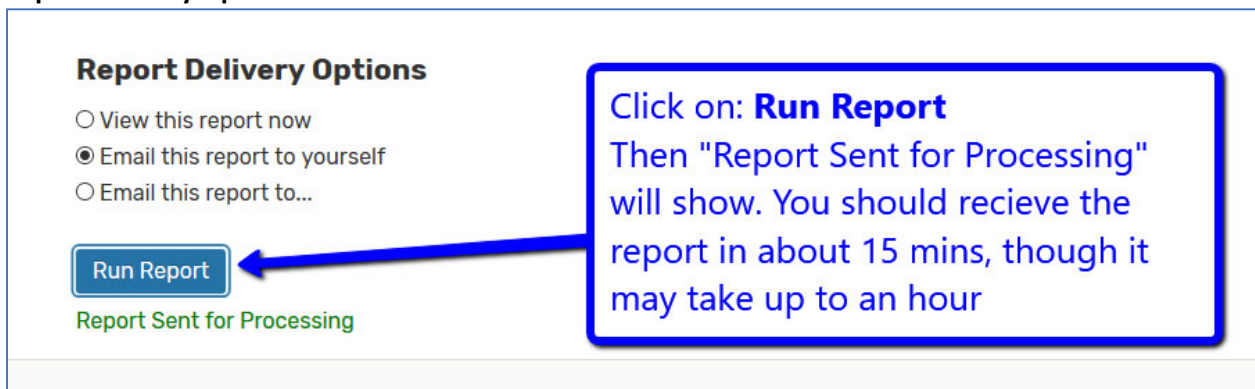 Report Delivery Options
View this report now
Email this report to yourself
Email this report to...
Run Report
Report Sent for Processing
Click on: Run Report
Then "Report Sent for Processing"
will show. You should recieve the
report in about 15 mins, though it
may take up to an hour